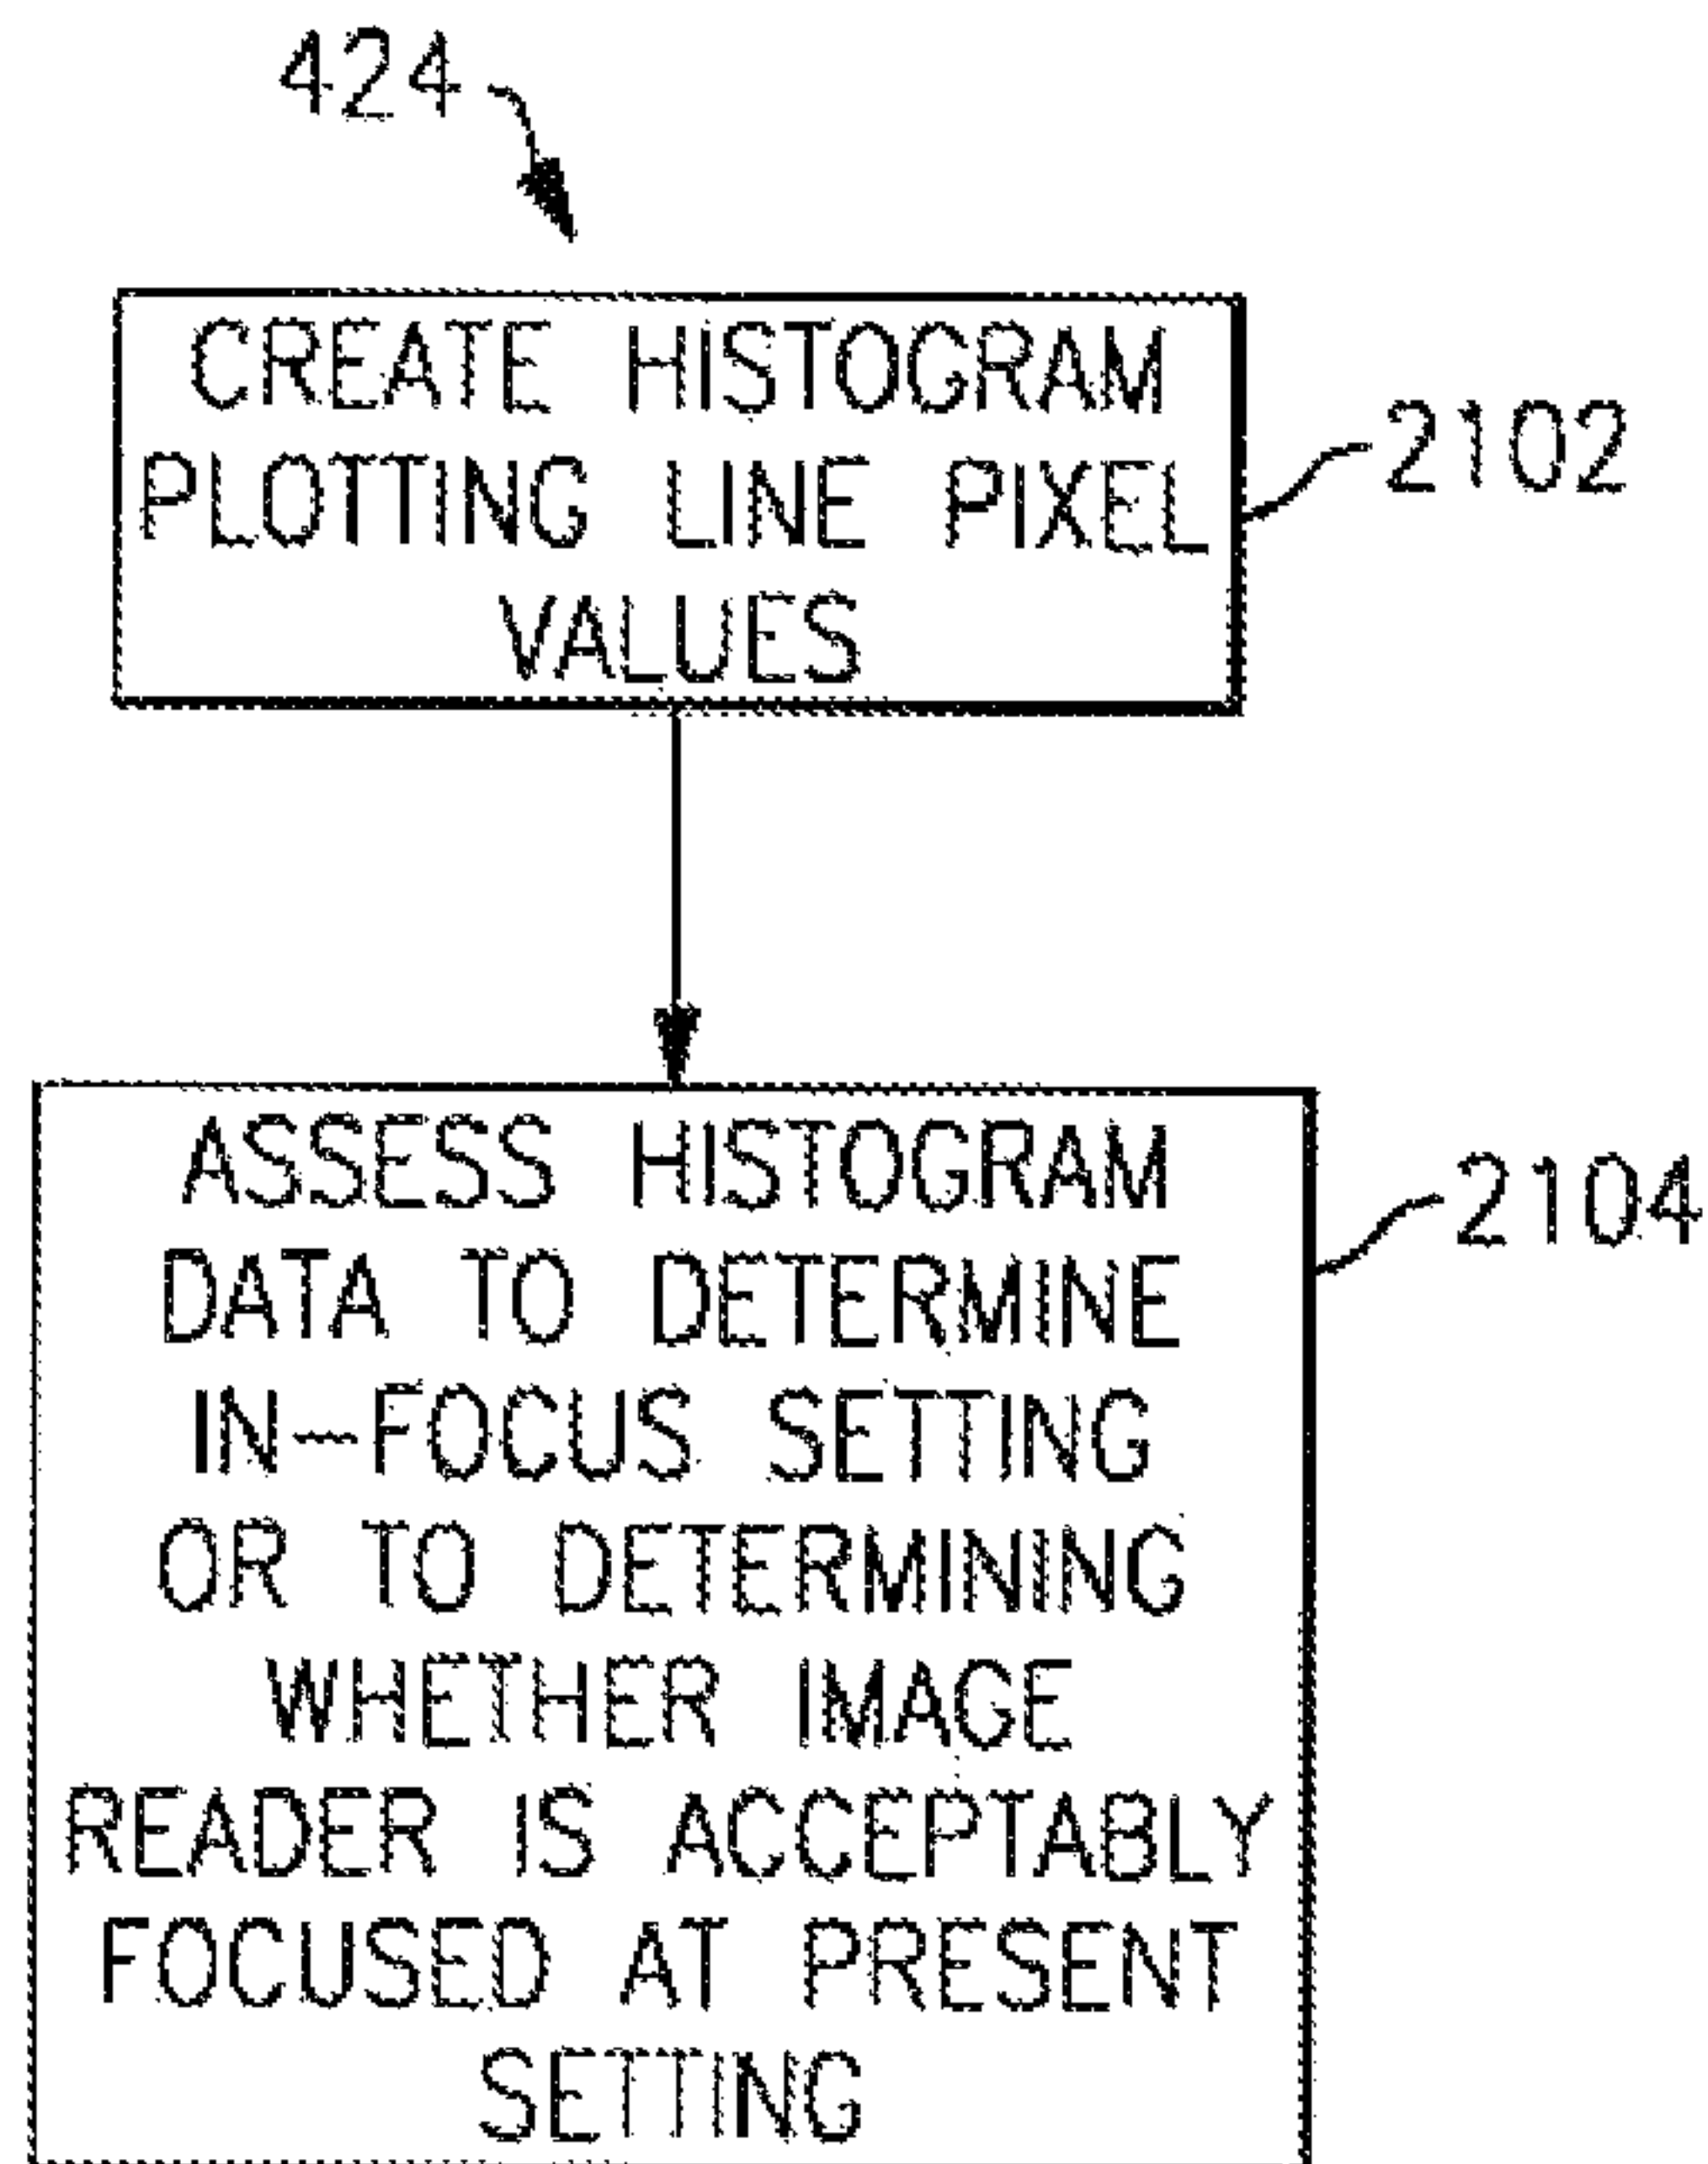 424
CREATE HISTOGRAM
PLOTTING LINE PIXEL
VALUES
2102
ASSESS HISTOGRAM
DATA TO DETERMINE
IN-FOCUS SETTING
OR TO DETERMINING
WHETHER IMAGE
READER IS ACCEPTABLY
FOCUSED AT PRESENT
SETTING
2104